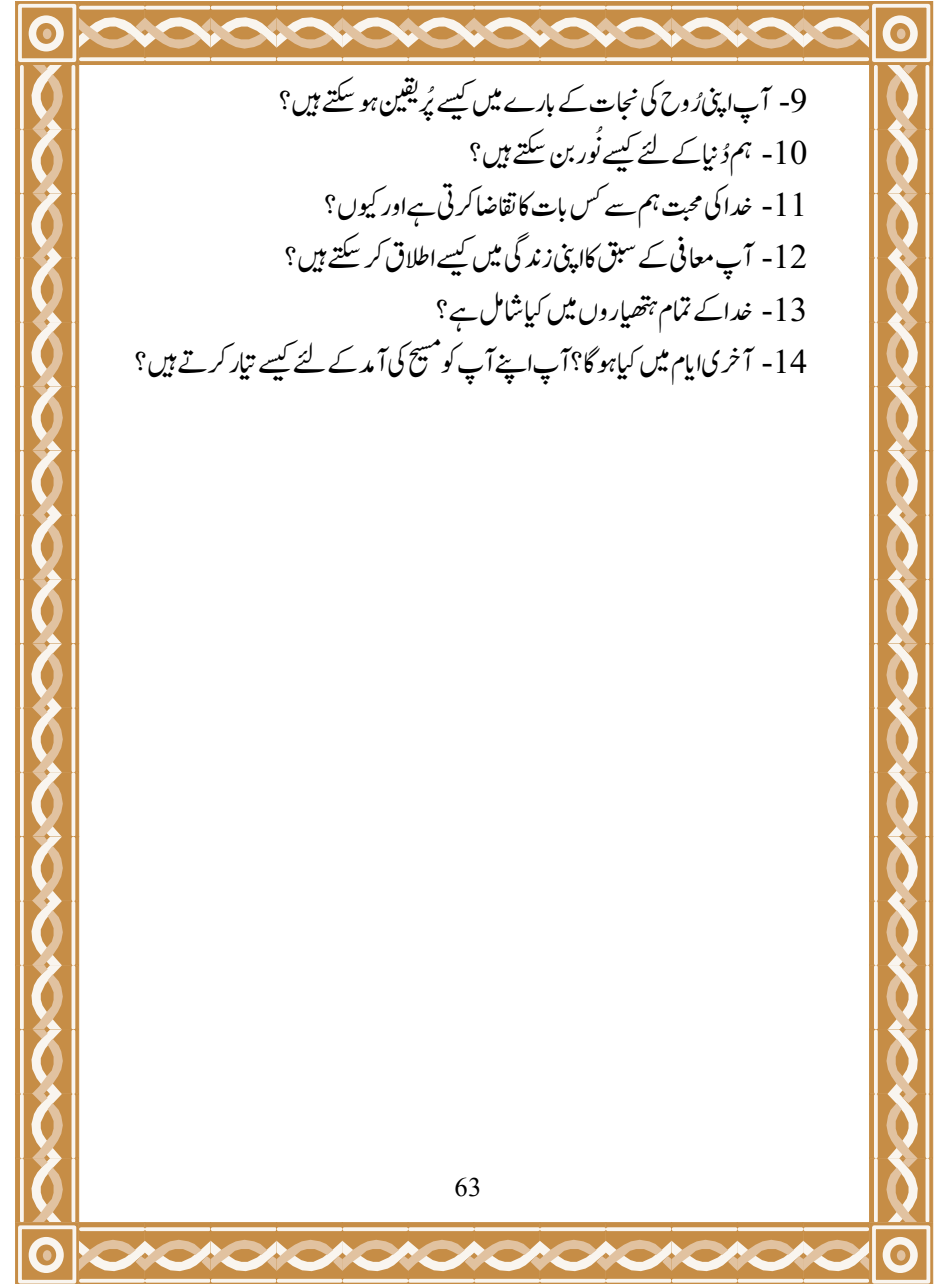 9- آپ اپنی رُوح کی نجات کے بارے میں کیسے پُر یقین ہو سکتے ہیں؟
10- ہم دُنیا کے لئے کیسے نُور بن سکتے ہیں؟
11- خدا کی محبت ہم سے کس بات کا تقاضا کرتی ہے اور کیوں؟
12- آپ معافی کے سبق کا اپنی زندگی میں کیسے اطلاق کر سکتے ہیں؟
13- خدا کے تمام ہتھیاروں میں کیا شامل ہے؟
14- آخری ایام میں کیا ہو گا؟ آپ اپنے آپ کو مسیح کی آمد کے لئے کیسے تیار کرتے ہیں؟
63